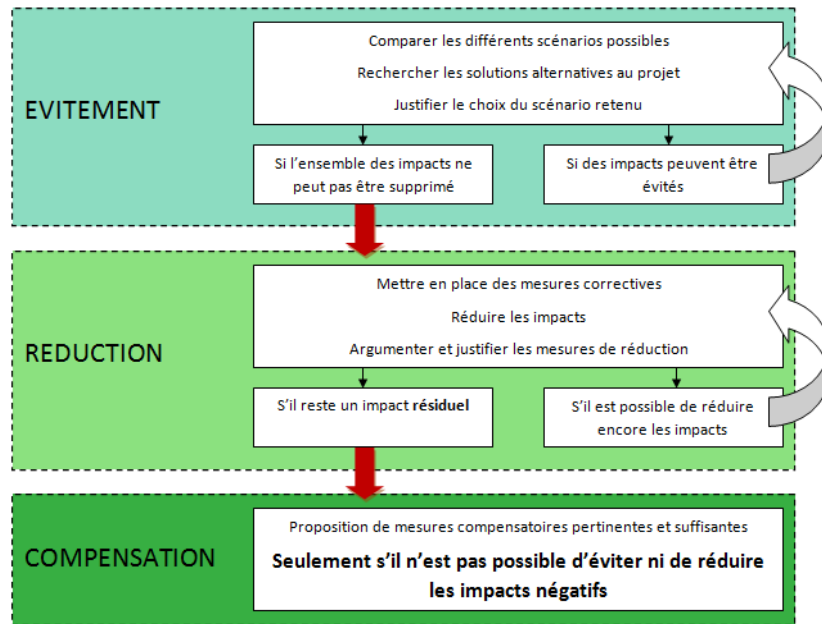 EVITEMENT
Comparer les différents scénarios possibles
Rechercher les solutions alternatives au projet
Justifier le choix du scénario retenu
Si l'ensemble des impacts ne
peut pas être supprimé
Si des impacts peuvent être
évités
REDUCTION
Mettre en place des mesures correctives
Réduire les impacts
Argumenter et justifier les mesures de réduction
S'il reste un impact résiduel
S'il est possible de réduire
encore les impacts
COMPENSATION
Proposition de mesures compensatoires pertinentes et suffisantes
Seulement s'il n'est pas possible d'éviter ni de réduire
les impacts négatifs